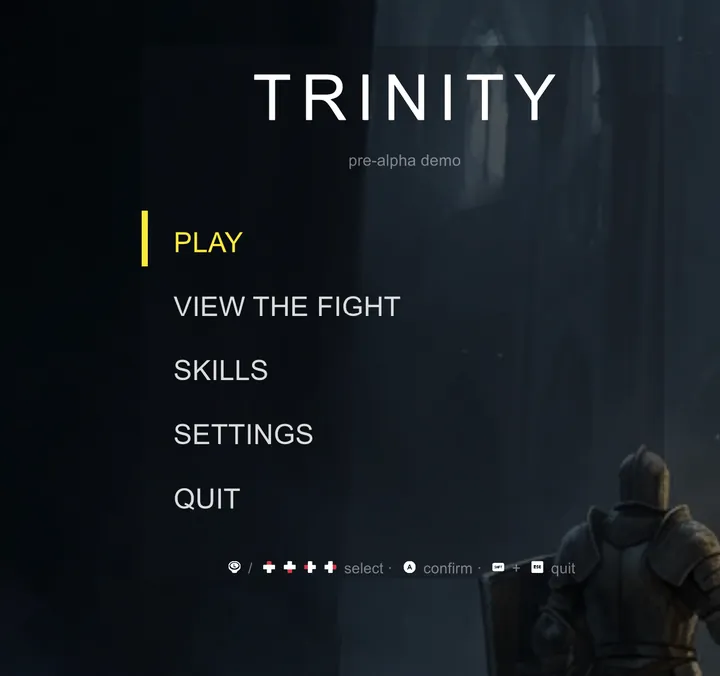 TRINITY
pre-alpha demo
PLAY
VIEW THE FIGHT
SKILLS
SETTINGS
QUIT
/ select · A confirm · + quit